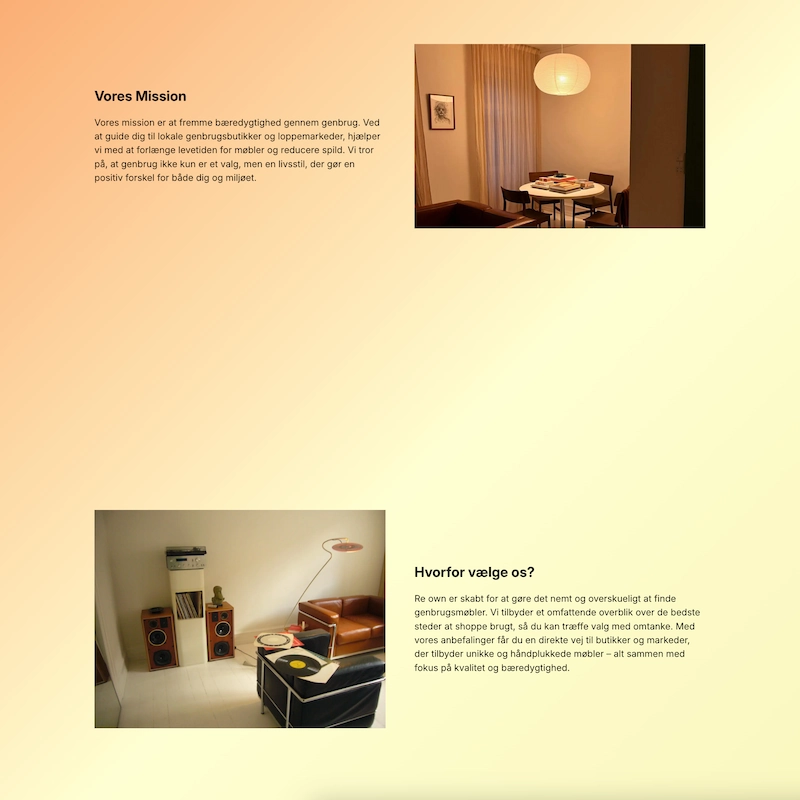 Vores Mission
Vores mission er at fremme bæredygtighed gennem genbrug. Ved
at guide dig til lokale genbrugsbutikker og loppemarkeder, hjælper
vi med at forlænge levetiden for møbler og reducere spild. Vi tror
på, at genbrug ikke kun er et valg, men en livsstil, der gør en
positiv forskel for både dig og miljøet.
Hvorfor vælge os?
Re own er skabt for at gøre det nemt og overskueligt at finde
genbrugsmøbler. Vi tilbyder et omfattende overblik over de bedste
steder at shoppe brugt, så du kan træffe valg med omtanke. Med
vores anbefalinger får du en direkte vej til butikker og markeder,
der tilbyder unikke og håndplukkede møbler – alt sammen med
fokus på kvalitet og bæredygtighed.